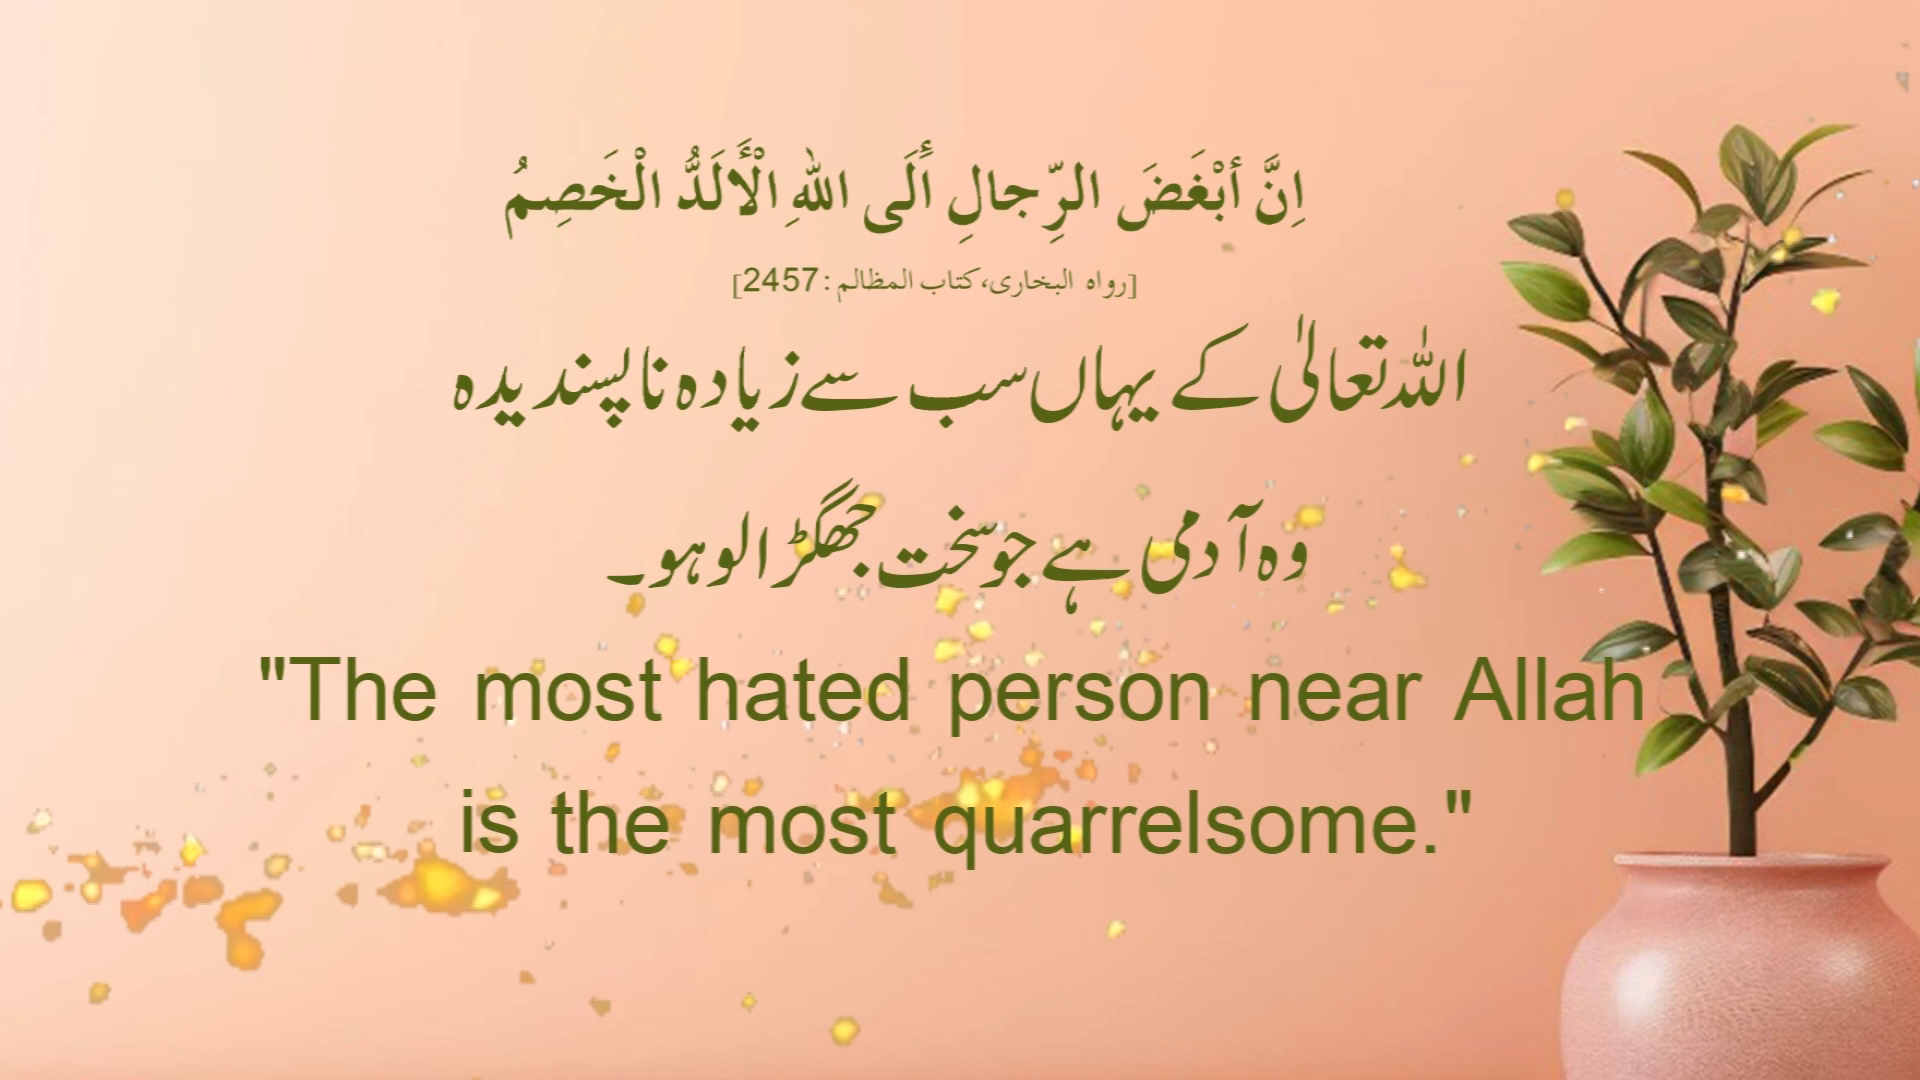 اِنَّ أبْغَضَ الرِّجالِ أَلَى اللهِ الْأَلَدُّ الْخَصِمُ
[رواه البخاری،کتاب المظالم:2457]
اللہ تعالیٰ کے یہاں سب سے زیادہ ناپسندیدہ
وہ آدمی ہے جو سخت جھگڑالو ہو۔
"The most hated person near Allah
is the most quarrelsome."